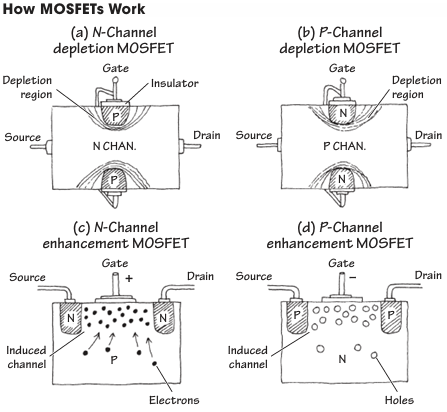 How MOSFETs Work
(a) N-Channel
depletion MOSFET
Gate
Depletion
region
Insulator
P
Source
Drain
N CHAN.
P
(b) P-Channel
depletion MOSFET
Gate
Depletion
region
N
Source
Drain
P CHAN.
N
(c) N-Channel
enhancement MOSFET
Source
Gate
Drain
+
N
N
Induced
channel
P
Electrons
(d) P-Channel
enhancement MOSFET
Source
Gate
Drain
−
P
P
Induced
channel
N
Holes